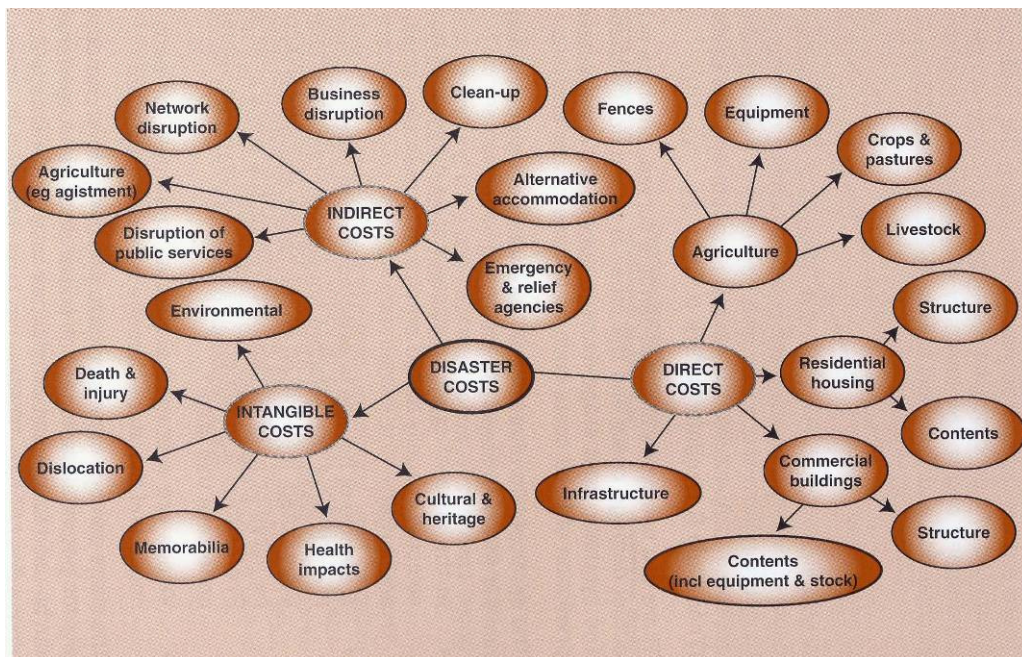 Network
disruption
Business
disruption
Clean-up
Fences
Equipment
Crops &
pastures
Agriculture
(eg agistment)
INDIRECT
COSTS
Alternative
accommodation
Disruption of
public services
Emergency
& relief
agencies
Agriculture
Livestock
Environmental
Structure
Death &
injury
INTANGIBLE
COSTS
DISASTER
COSTS
DIRECT
COSTS
Residential
housing
Contents
Dislocation
Memorabilia
Health
impacts
Cultural &
heritage
Infrastructure
Commercial
buildings
Structure
Contents
(incl equipment & stock)